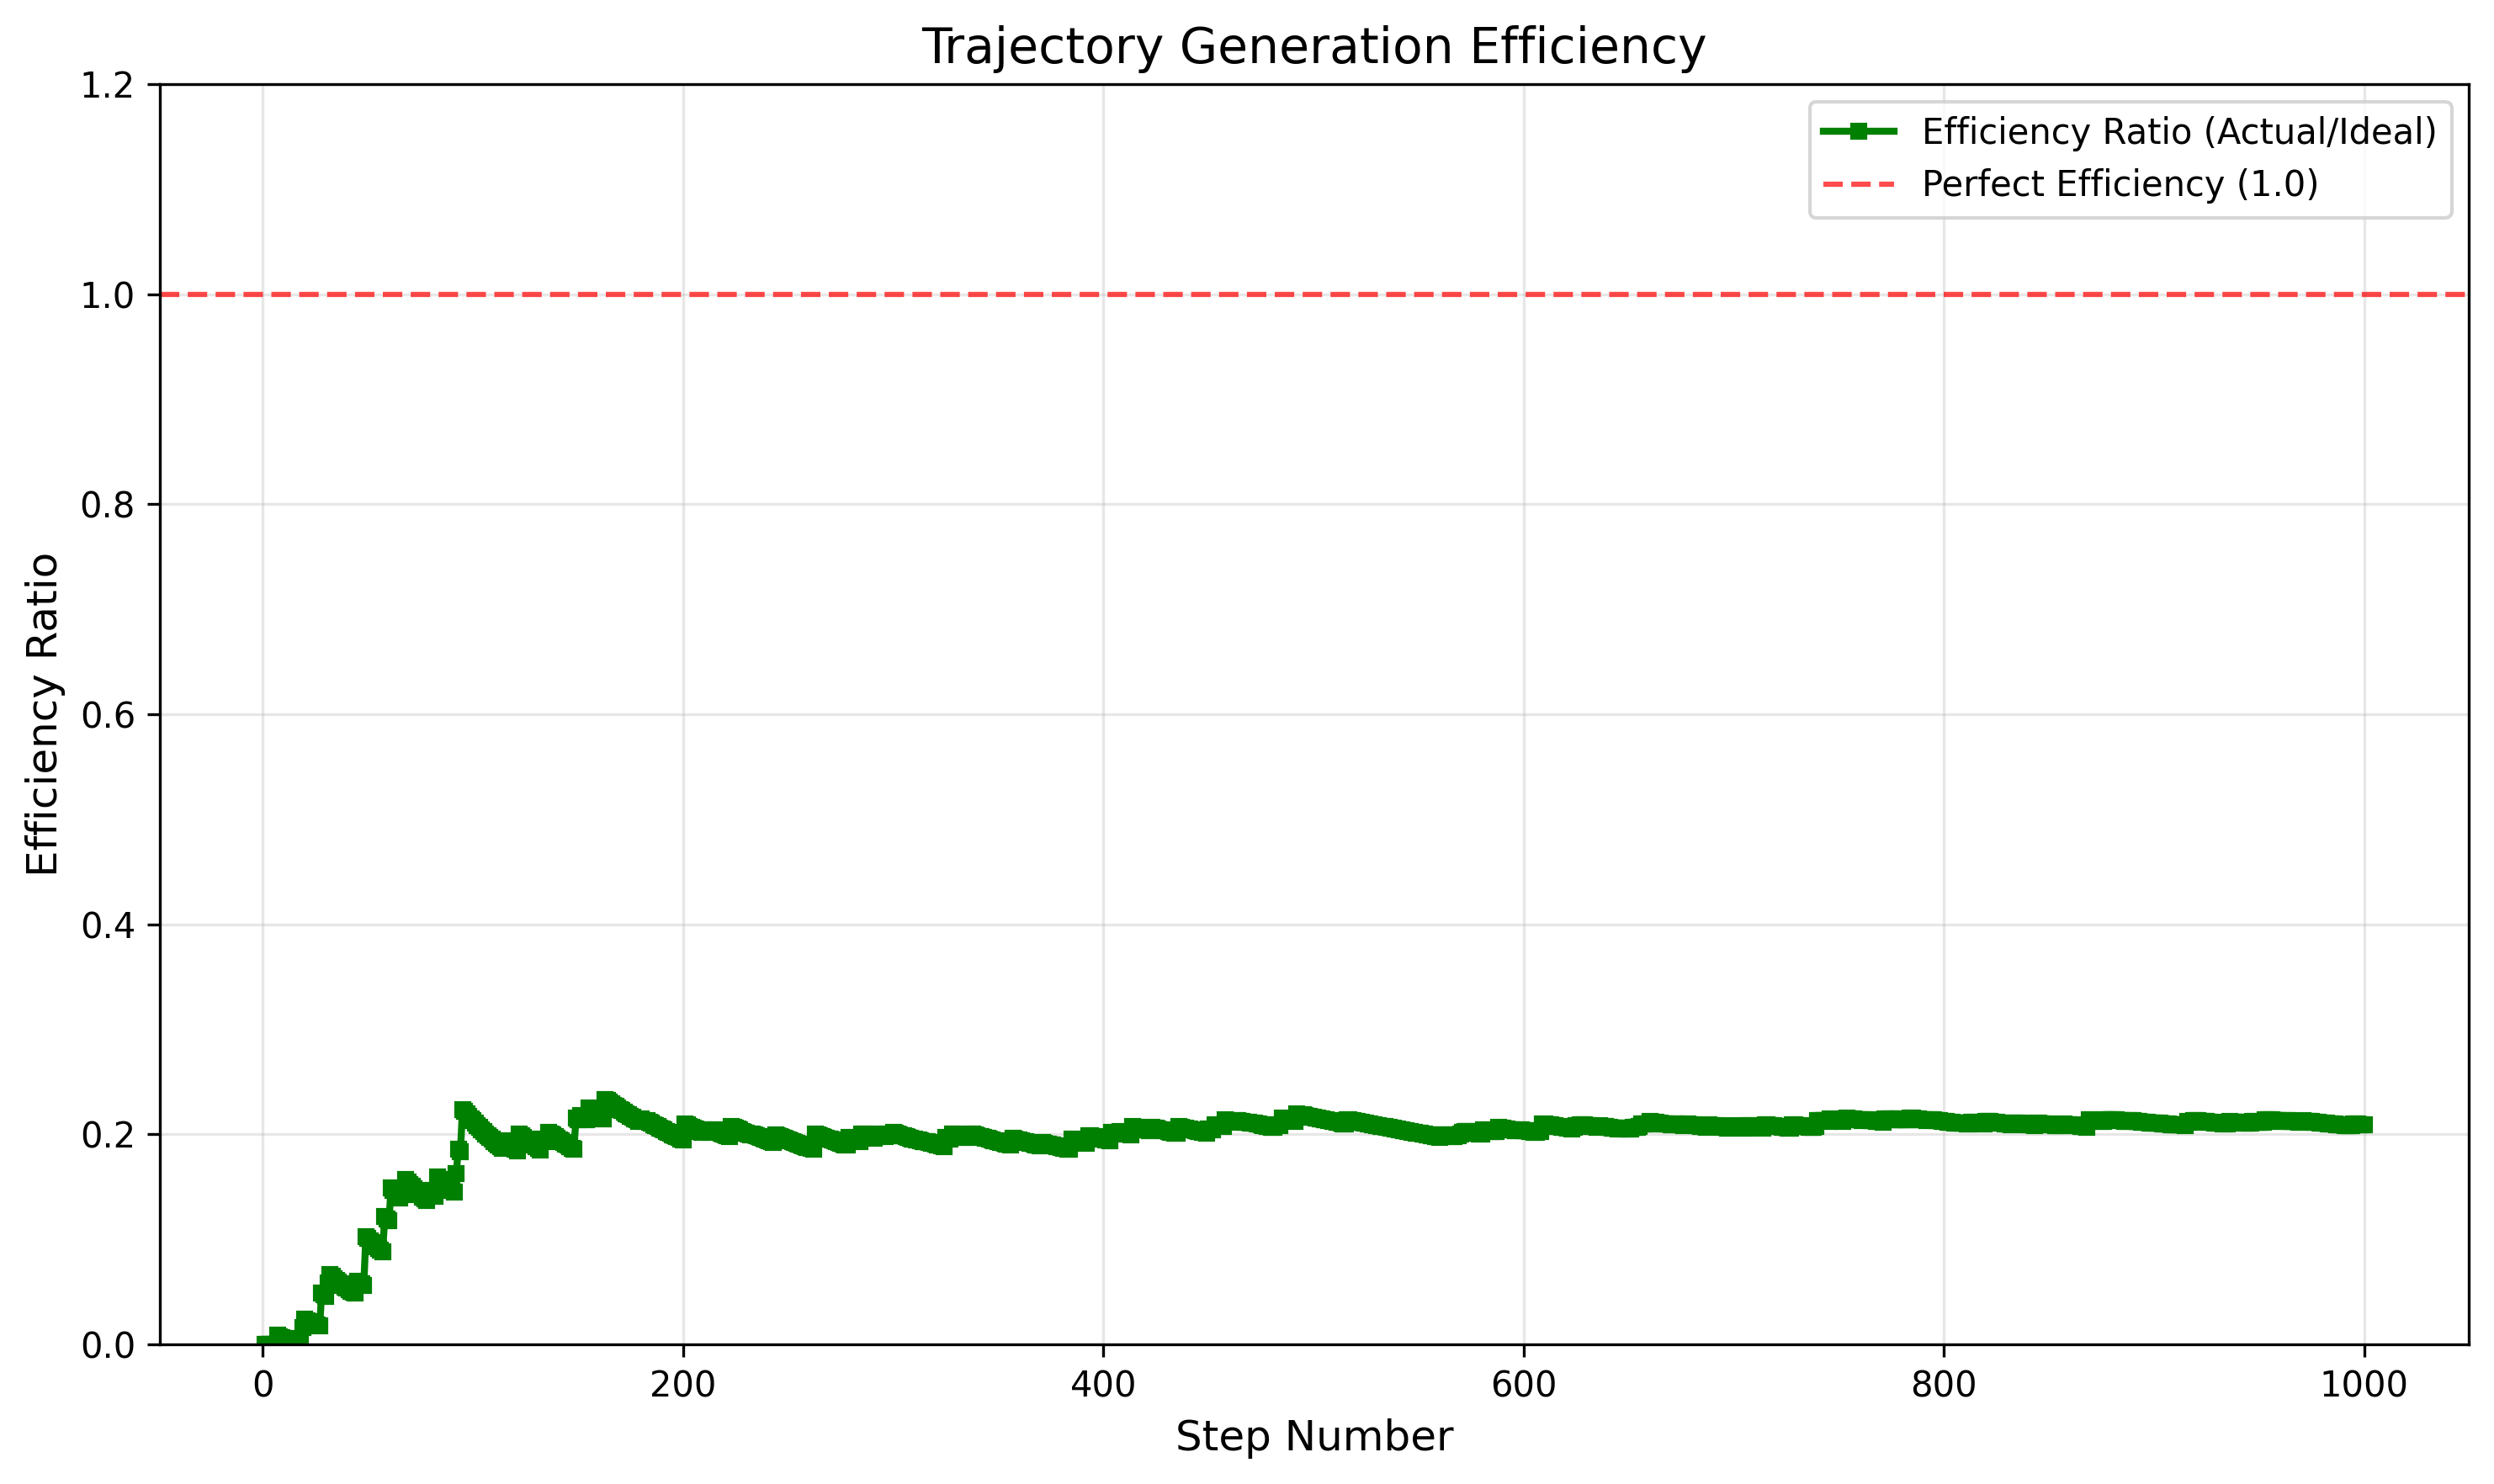 Trajectory Generation Efficiency
1.2
1.0
0.8
0.6
0.4
0.2
0.0
Efficiency Ratio
Efficiency Ratio (Actual/Ideal)
Perfect Efficiency (1.0)
0 200 400 600 800 1000
Step Number